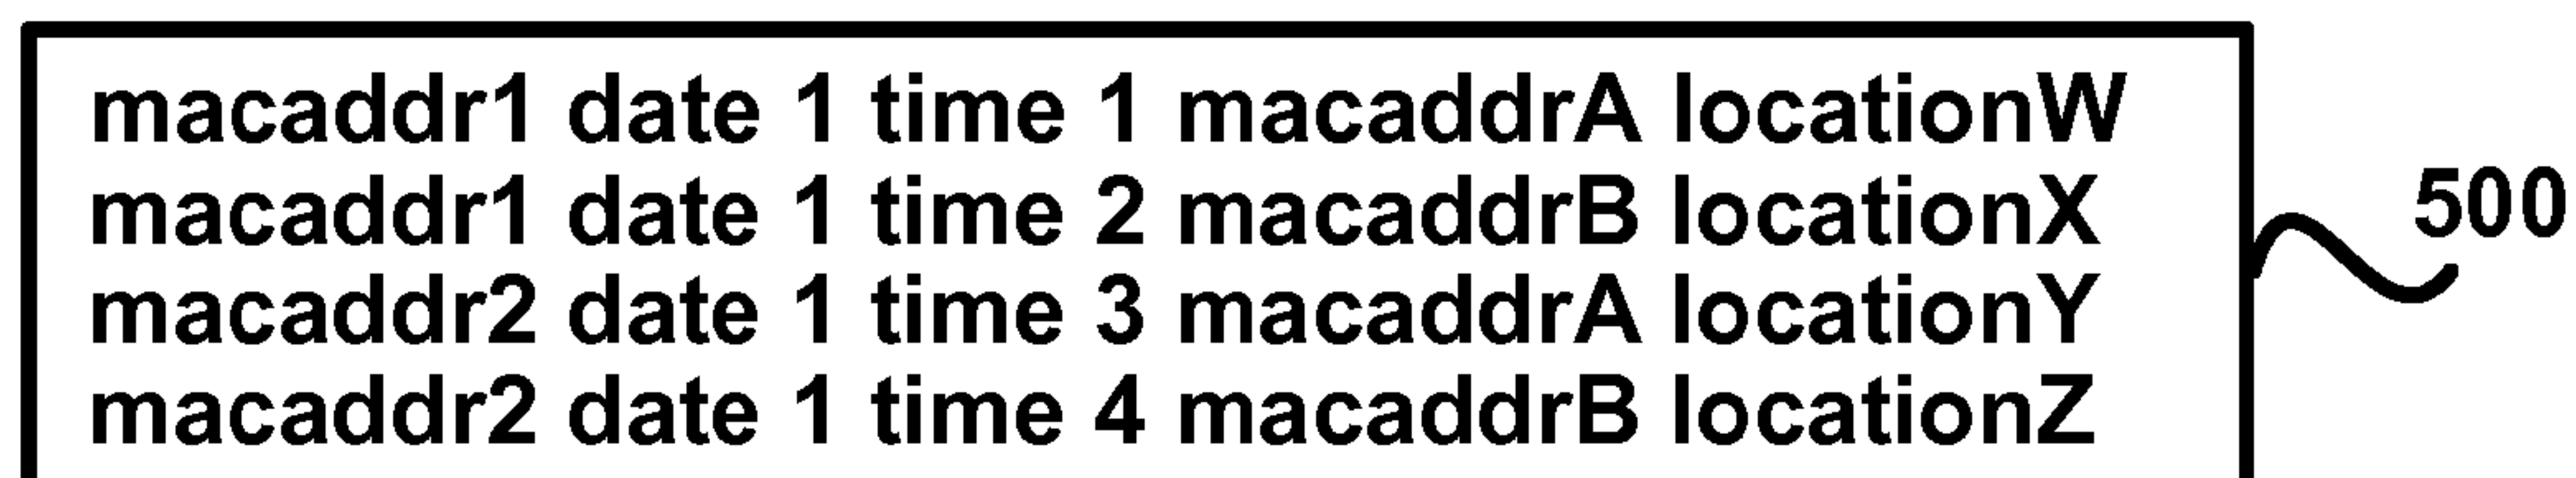 macaddr1 date 1 time 1 macaddrA locationW
macaddr1 date 1 time 2 macaddrB locationX
macaddr2 date 1 time 3 macaddrA locationY
macaddr2 date 1 time 4 macaddrB locationZ
500